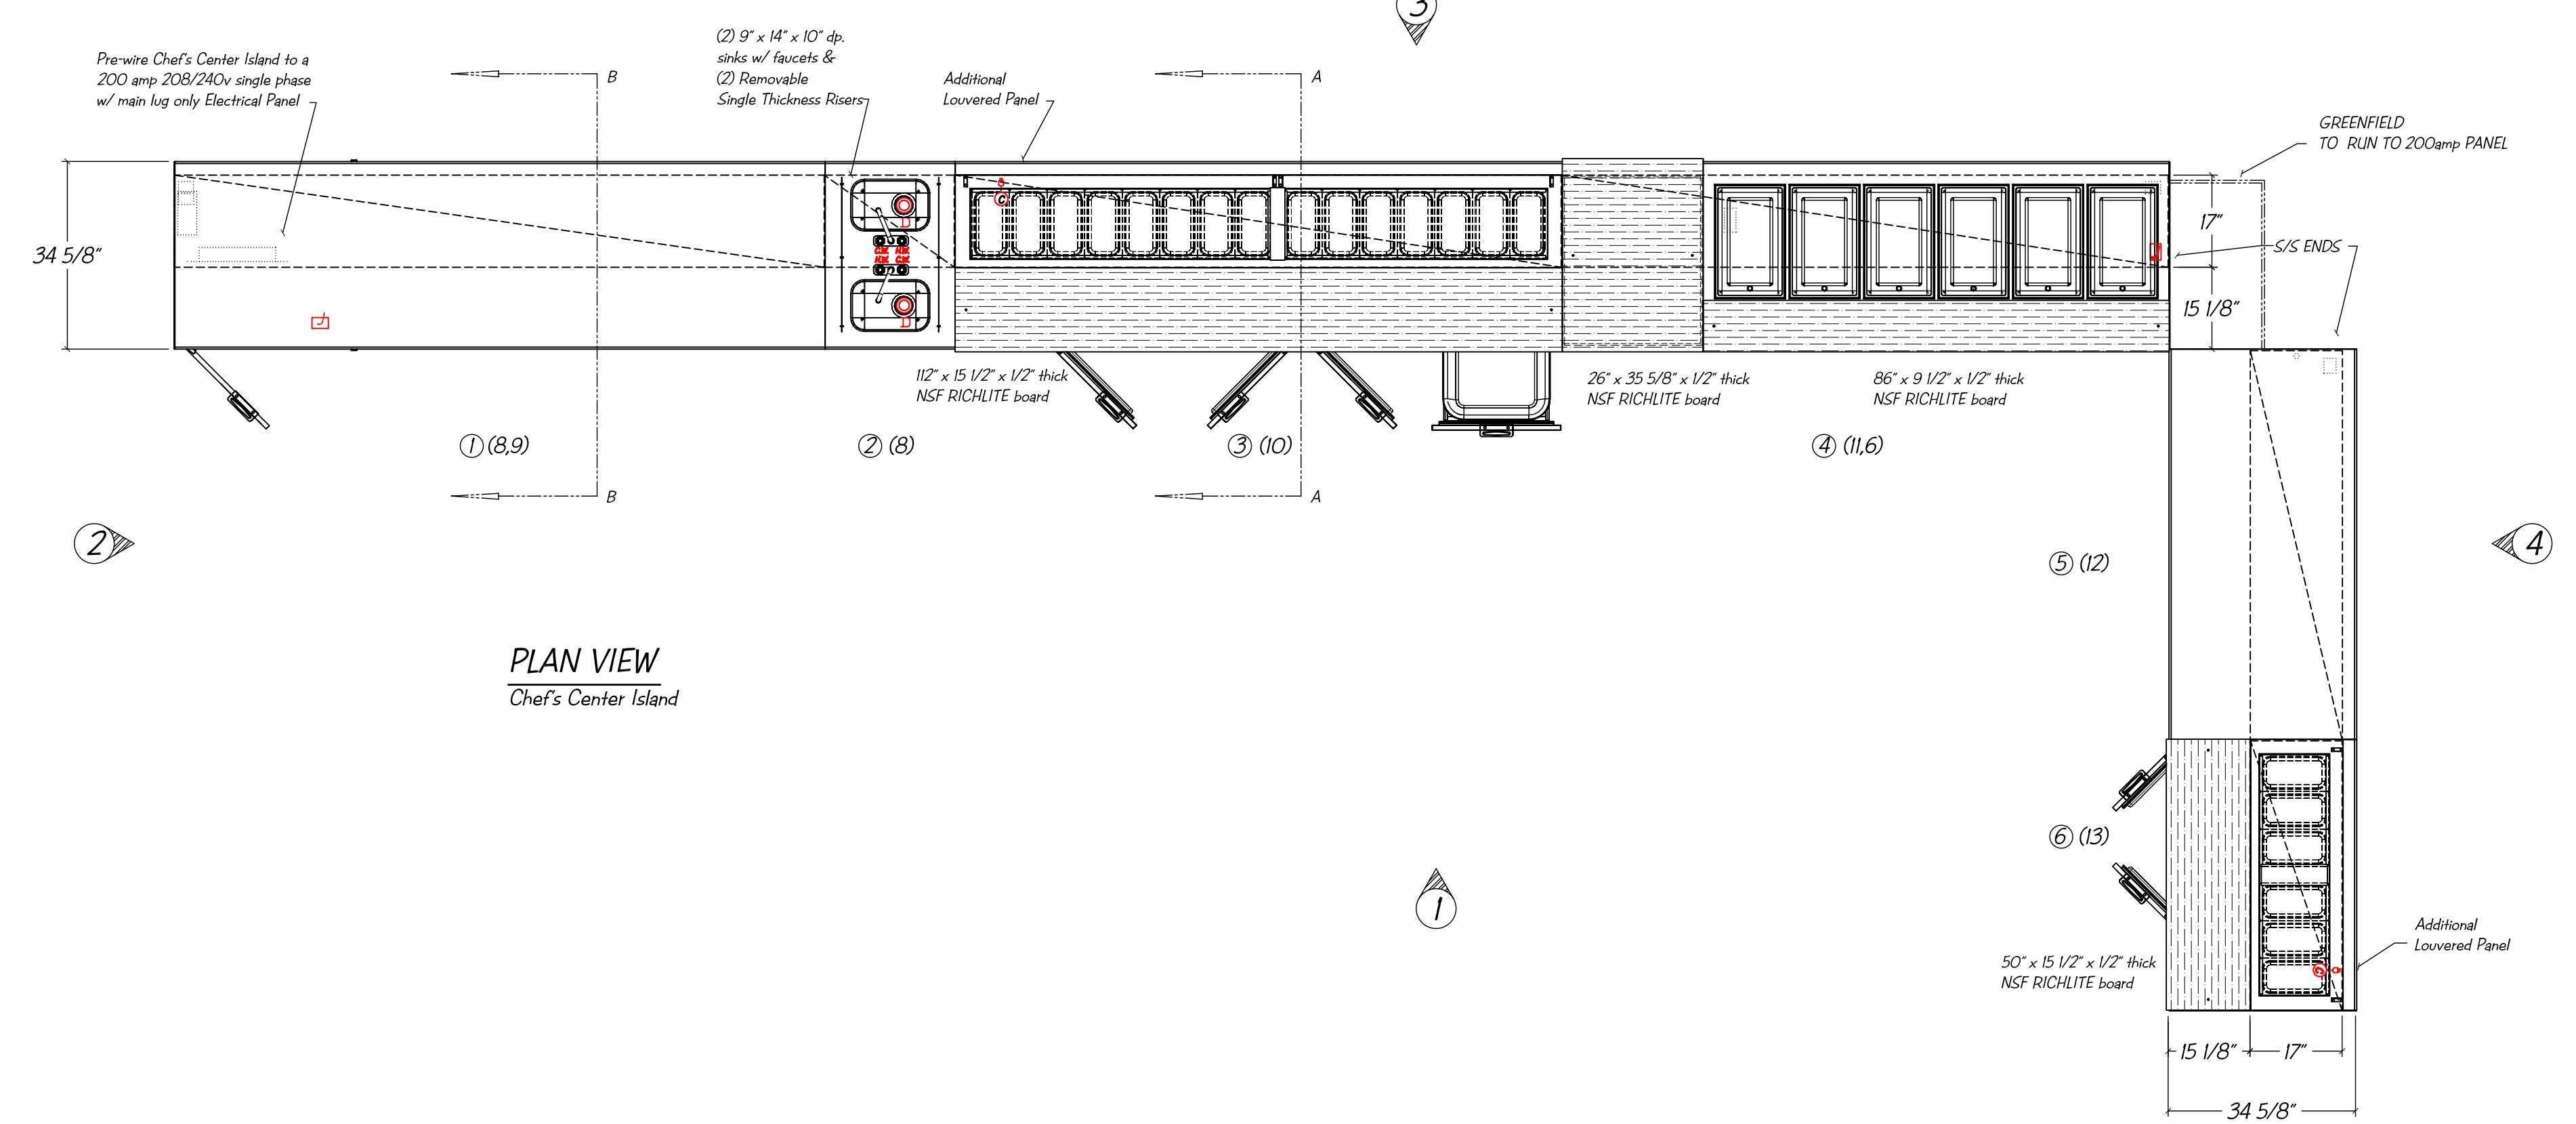 3
Pre-wire Chef's Center Island to a
200 amp 208/240v single phase
w/ main lug only Electrical Panel
B
(2) 9" x 14" x 10" dp.
sinks w/ faucets &
(2) Removable
Single Thickness Risers
Additional
Louvered Panel
A
GREENFIELD
TO RUN TO 200amp PANEL
34 5/8"
C
D
C.W. H.W.
H.W. C.W.
D
J
J
17"
S/S ENDS
15 1/8"
112" x 15 1/2" x 1/2" thick
NSF RICHLITE board
26" x 35 5/8" x 1/2" thick
NSF RICHLITE board
86" x 9 1/2" x 1/2" thick
NSF RICHLITE board
1 (8,9)
2 (8)
3 (10)
4 (11,6)
B
A
2
4
5 (12)
PLAN VIEW
Chef's Center Island
6 (13)
1
Additional
Louvered Panel
50" x 15 1/2" x 1/2" thick
NSF RICHLITE board
C
15 1/8"
17"
34 5/8"